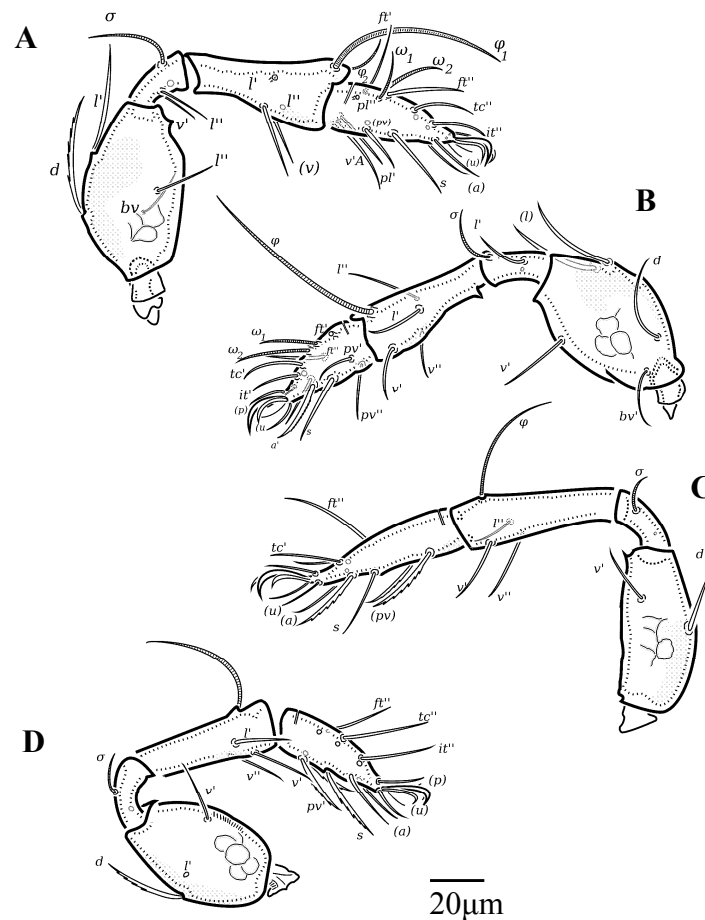 A
σ
ft'
ω1
ω2
φ1
φ2
l'
l''
pl''
ft''
tc''
it''
(pv)
(u)
(a)
s
pl'
v'A
(v)
l'
v'
l''
l''
d
bv
B
σ
l'
(l)
d
φ
l''
l'
ω1
ft'
ω2
ft''
pv'
tc'
it'
(p)
(u
a'
s
pv''
v'
v''
v'
bv'
C
φ
σ
ft''
l''
tc'
v'
d
(u)
(a)
s
(pv)
v'
v''
D
ft''
tc''
l'
it''
σ
v'
v''
v'
pv'
s
(a)
(u)
(p)
d
l'
20μm